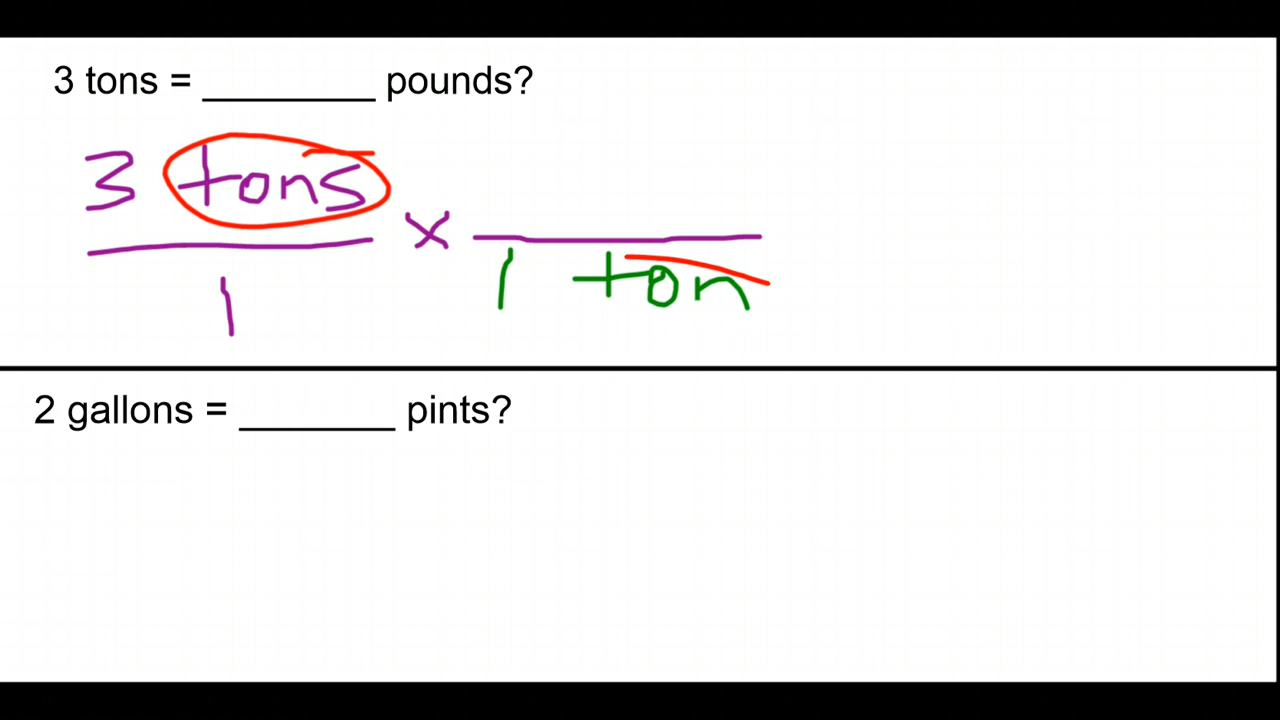 3 tons = ________ pounds?
3 tons
× 
1
1 ton
2 gallons = _______ pints?